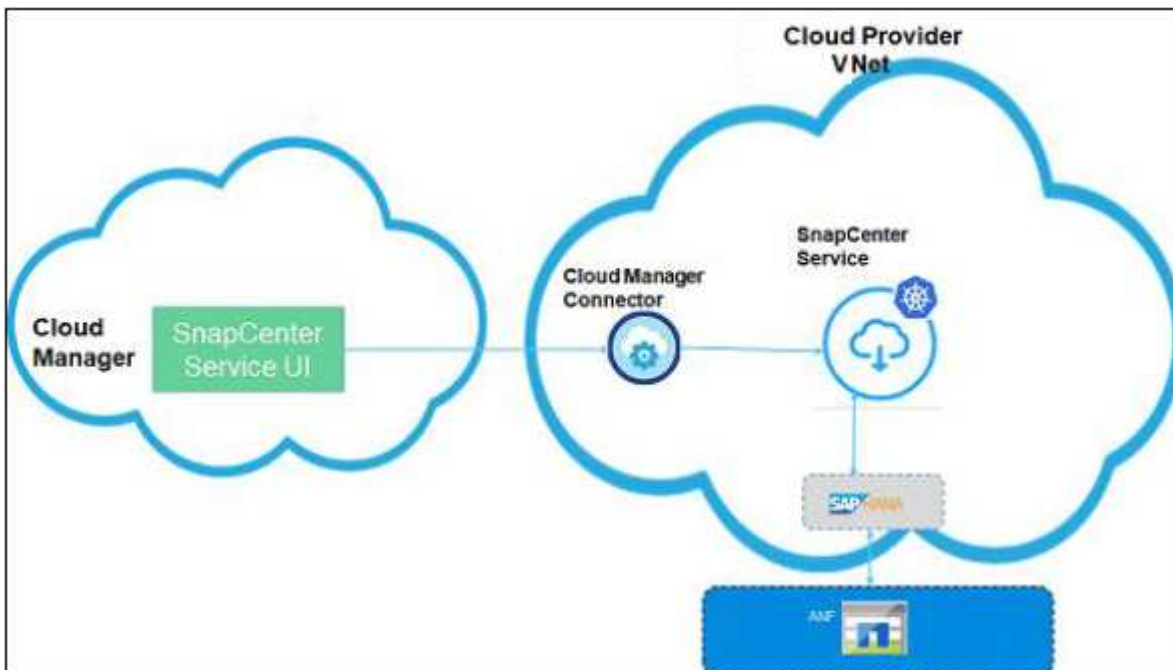 Cloud Provider
VNet
SnapCenter
Service
Cloud Manager
Connector
Cloud
Manager
SnapCenter
Service UI
SAP HANA
ANF